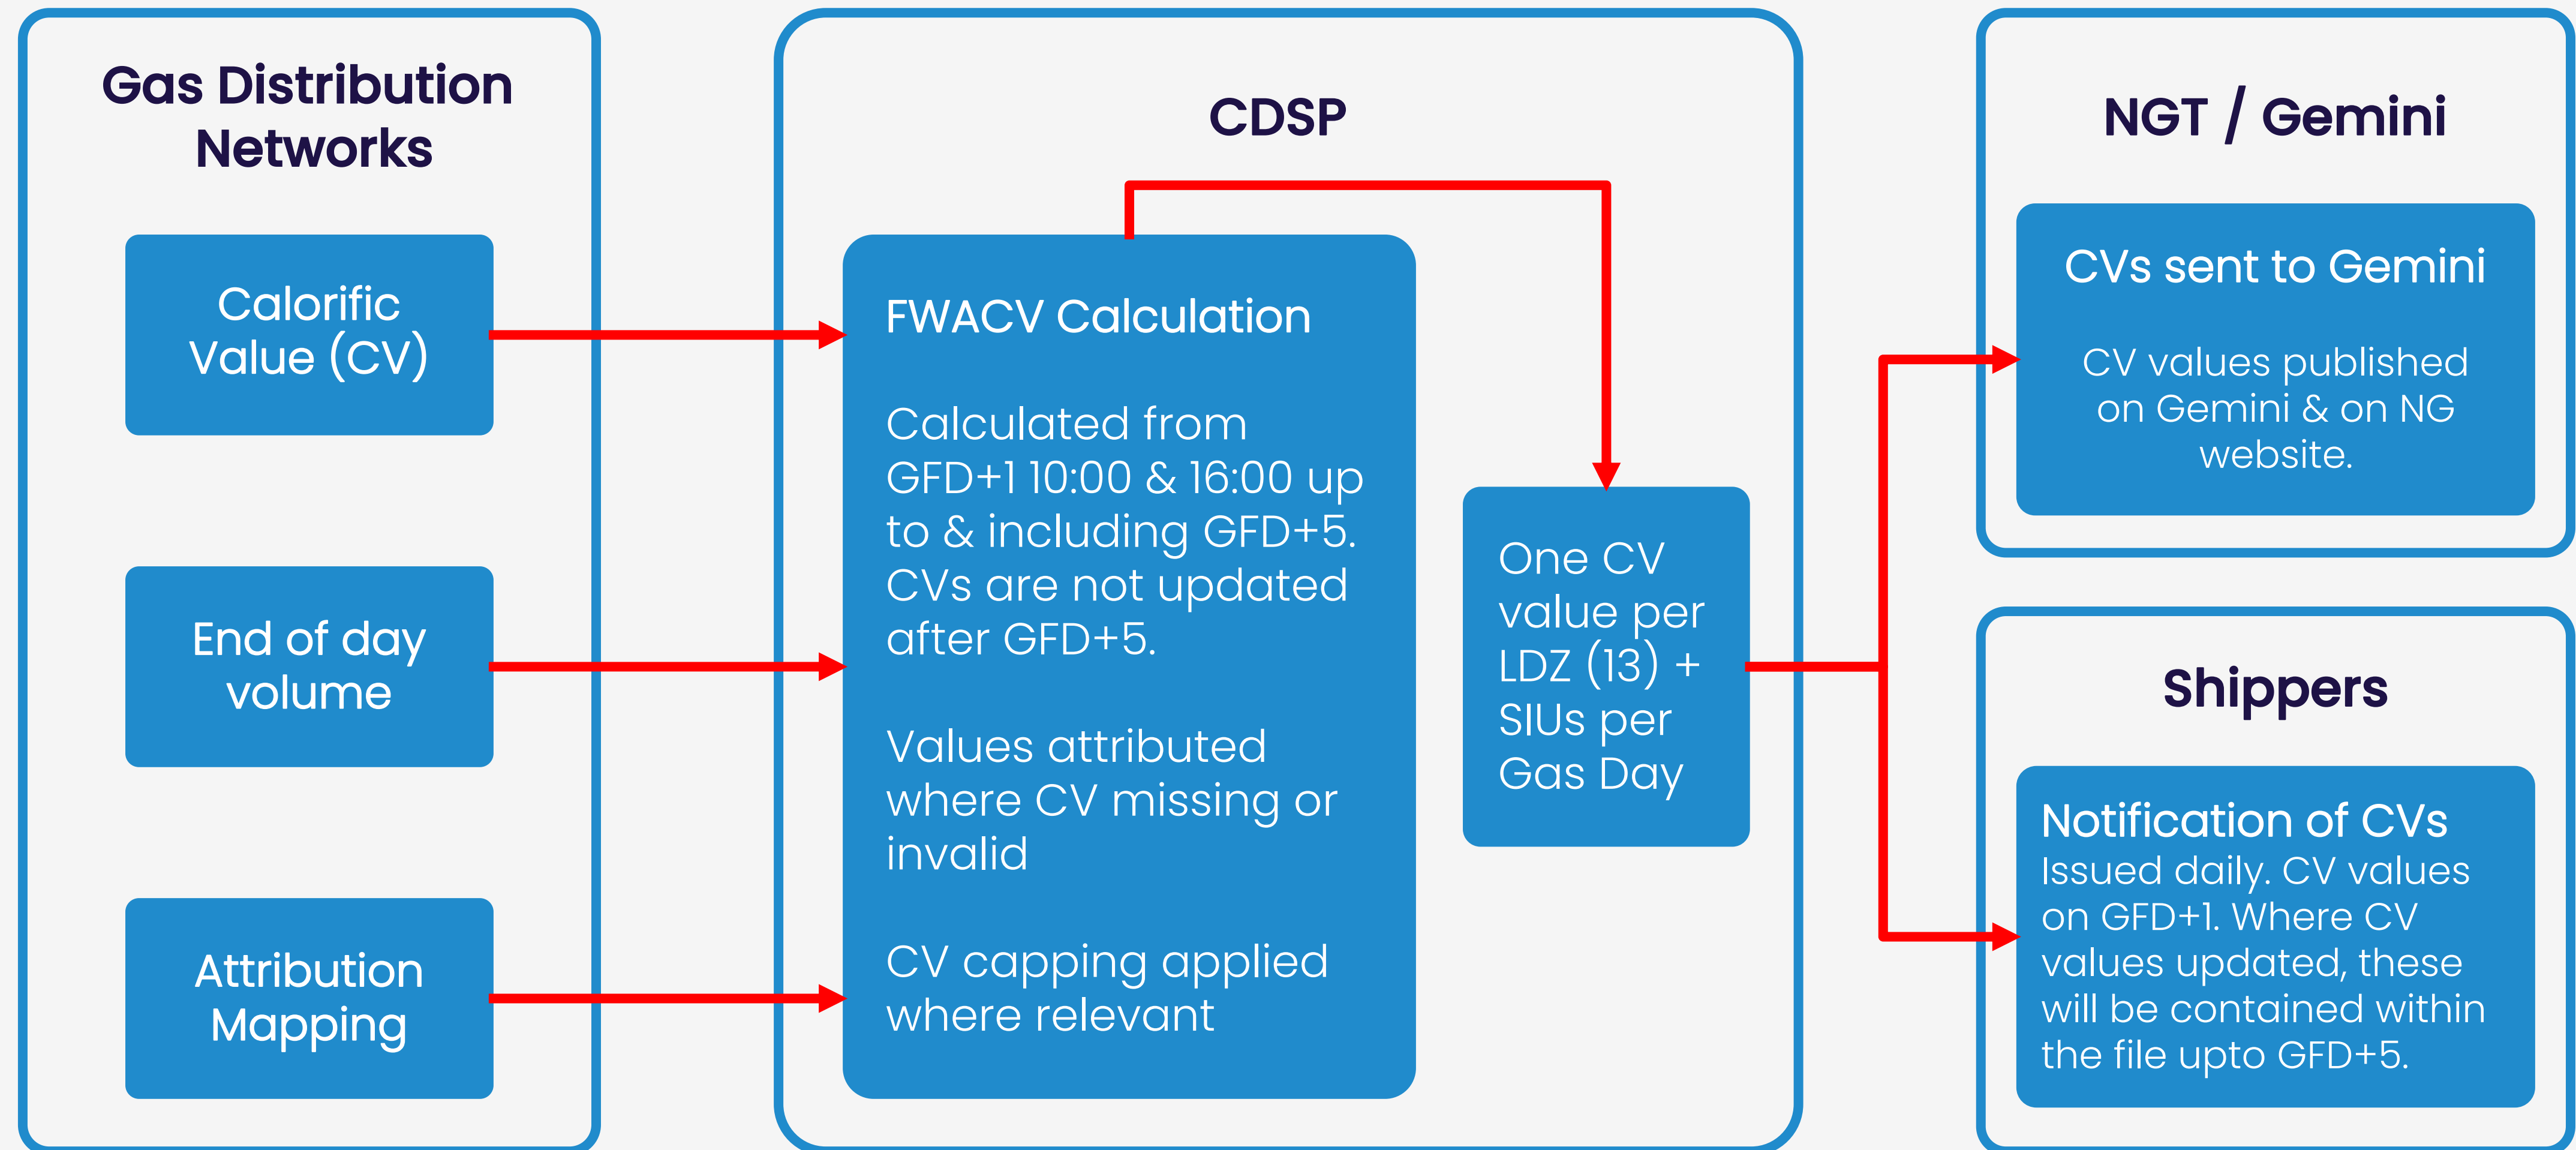 Gas Distribution
Networks
Calorific
Value (CV)
End of day
volume
Attribution
Mapping
CDSP
FWACV Calculation
Calculated from
GFD+1 10:00 & 16:00 up
to & including GFD+5.
CVs are not updated
after GFD+5.
Values attributed
where CV missing or
invalid
CV capping applied
where relevant
One CV
value per
LDZ (13) +
SIUs per
Gas Day
NGT / Gemini
CVs sent to Gemini
CV values published
on Gemini & on NG
website.
Shippers
Notification of CVs
Issued daily. CV values
on GFD+1. Where CV
values updated, these
will be contained within
the file upto GFD+5.